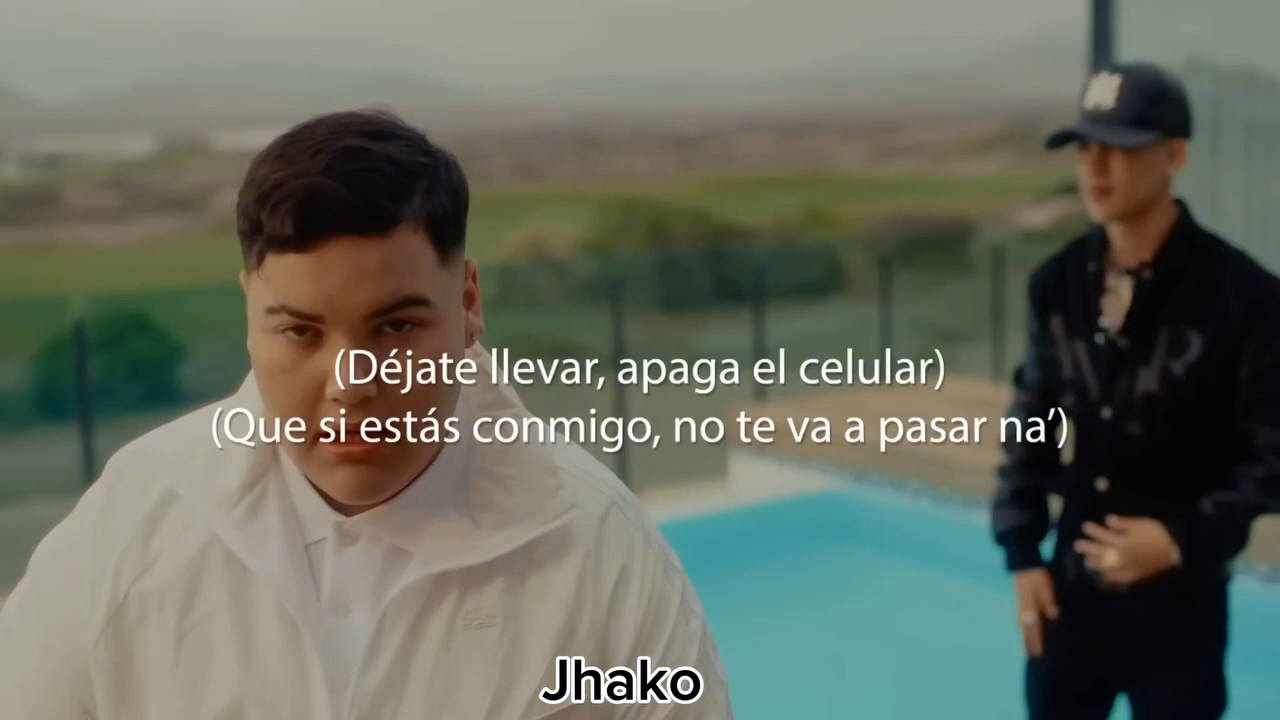 (Déjate llevar, apaga el celular)
(Que si estás conmigo, no te va a pasar na’)
Jhako